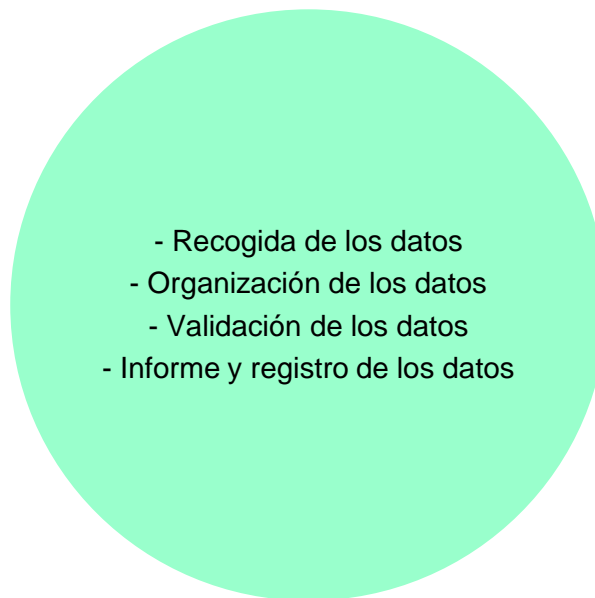 - Recogida de los datos
- Organización de los datos
- Validación de los datos
- Informe y registro de los datos